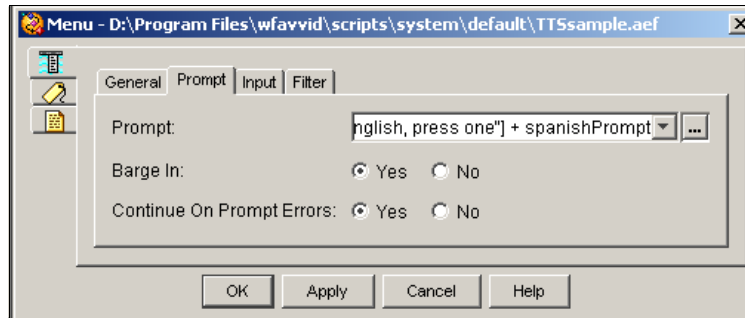 Menu - D:\Program Files\wfavvid\scripts\system\default\TTSsample.aef
General Prompt Input Filter
Prompt: nglish, press one"] + spanishPrompt ...
Barge In: Yes No
Continue On Prompt Errors: Yes No
OK Apply Cancel Help